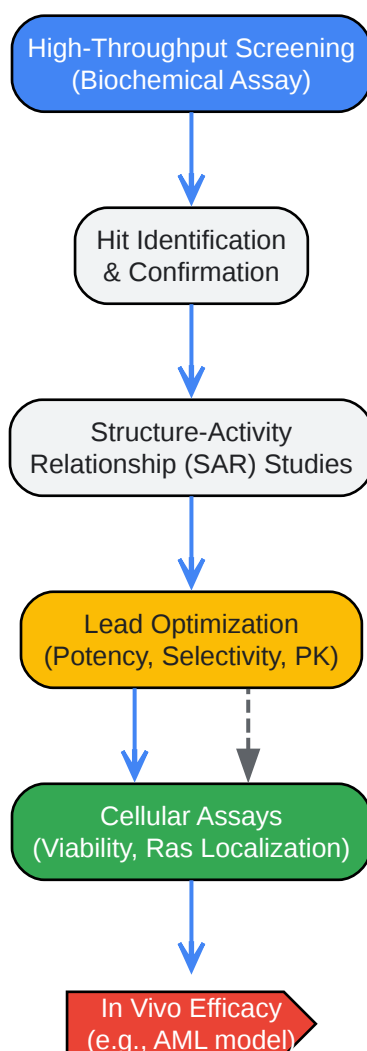 High-Throughput Screening
(Biochemical Assay)
Hit Identification
& Confirmation
Structure-Activity
Relationship (SAR) Studies
Lead Optimization
(Potency, Selectivity, PK)
Cellular Assays
(Viability, Ras Localization)
In Vivo Efficacy
(e.g., AML model)